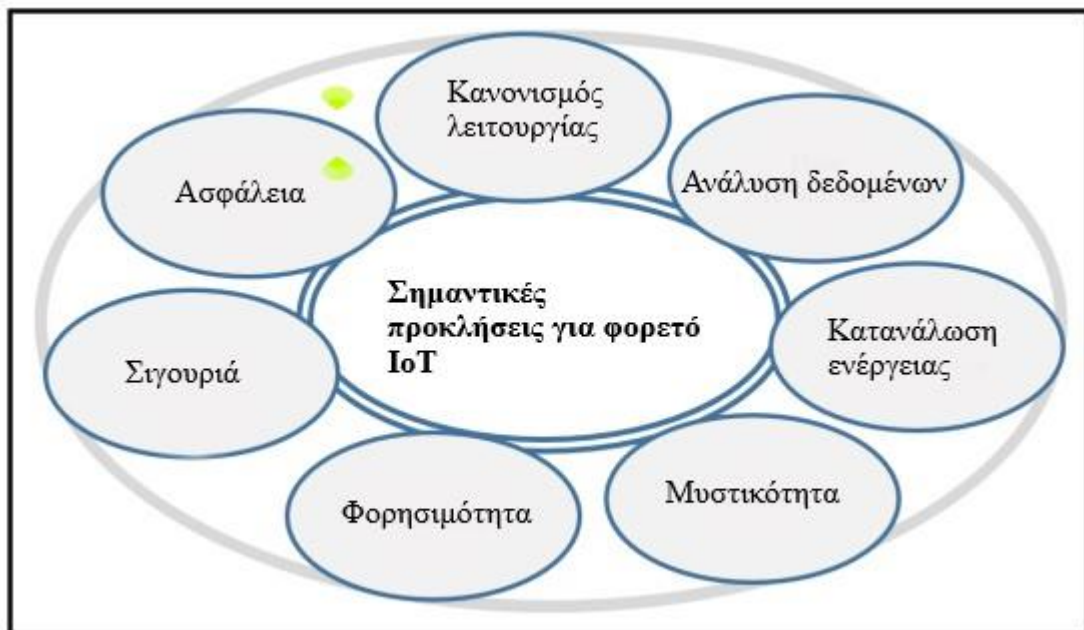 Κανονισμός
λειτουργίας
Ασφάλεια
Ανάλυση δεδομένων
Σημαντικές
προκλήσεις για φορετό
IoT
Κατανάλωση
ενέργειας
Σιγουριά
Μυστικότητα
Φορησιμότητα